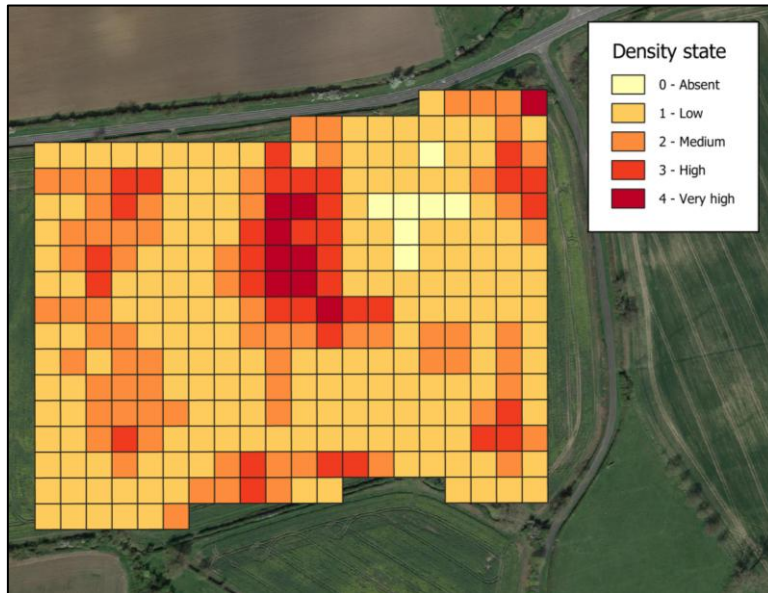 Density state
0 - Absent
1 - Low
2 - Medium
3 - High
4 - Very high